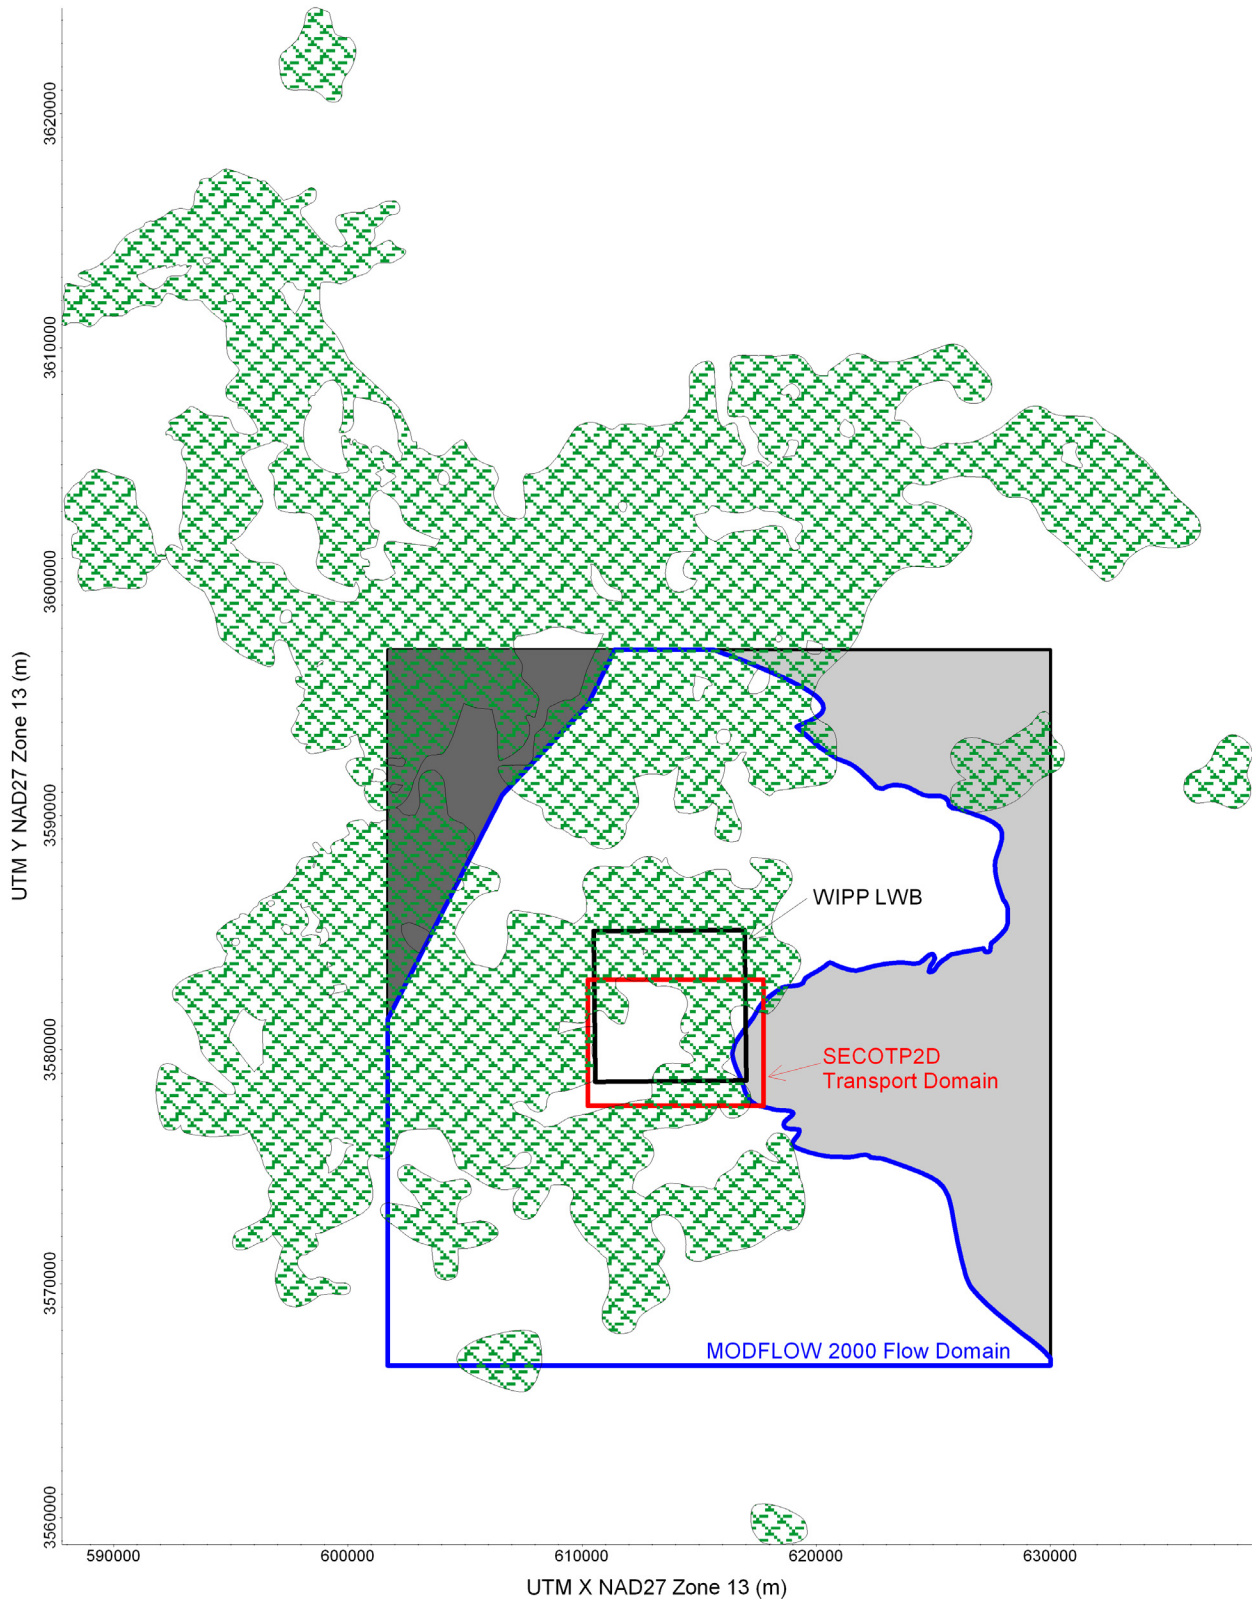 3620000
3610000
3600000
3590000
3580000
3570000
3560000
UTM Y NAD27 Zone 13 (m)
WIPP LWB
SECOTP2D
Transport Domain
MODFLOW 2000 Flow Domain
590000
600000
610000
620000
630000
UTM X NAD27 Zone 13 (m)